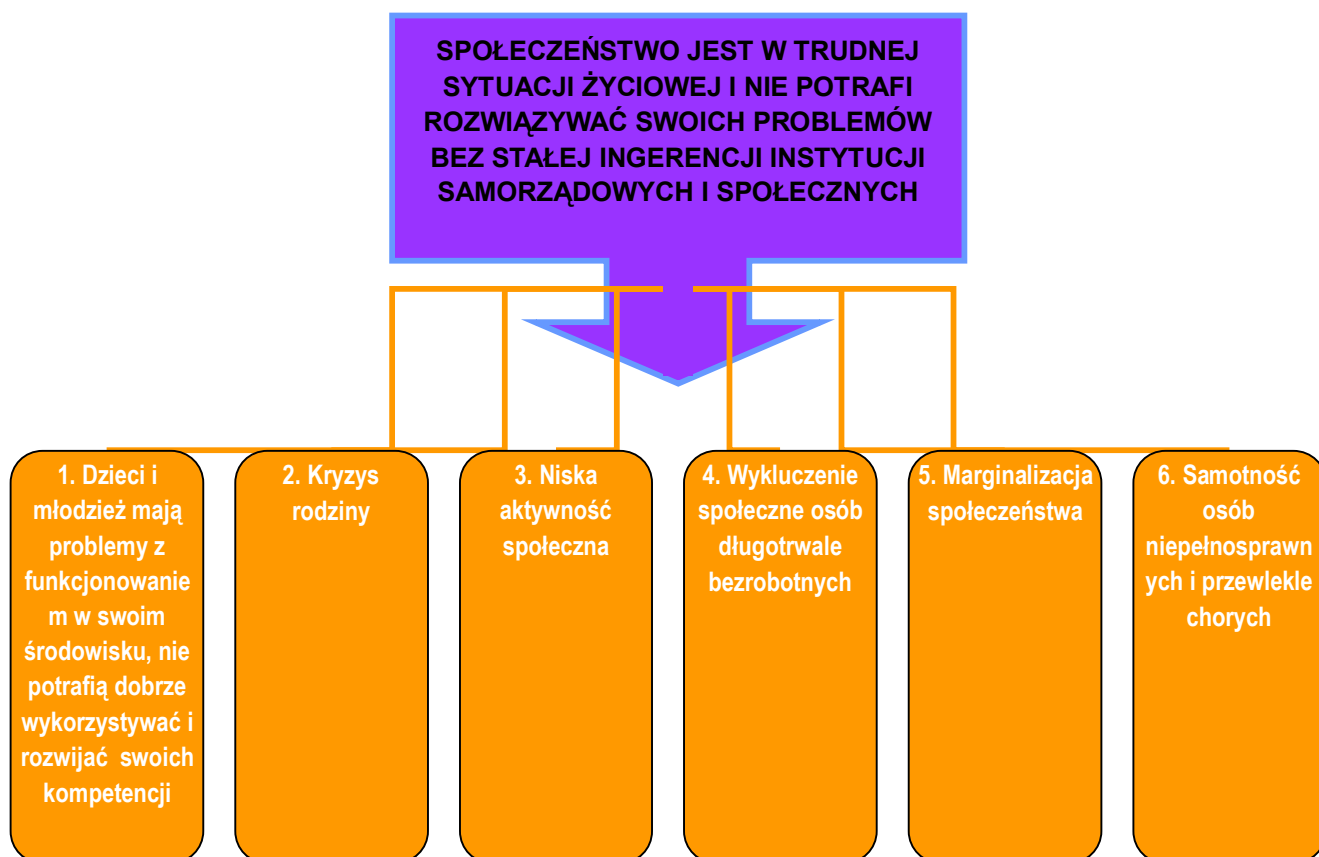 SPOŁECZEŃSTWO JEST W TRUDNEJ
SYTUACJI ŻYCIOWEJ I NIE POTRAFI
ROZWIĄZYWAĆ SWOICH PROBLEMÓW
BEZ STAŁEJ INGERENCJI INSTYTUCJI
SAMORZĄDOWYCH I SPOŁECZNYCH
1. Dzieci i
młodzież mają
problemy z
funkcjonowanie
m w swoim
środowisku, nie
potrafią dobrze
wykorzystywać i
rozwijać swoich
kompetencji
2. Kryzys
rodziny
3. Niska
aktywność
społeczna
4. Wykluczenie
społeczne osób
długotrwale
bezrobotnych
5. Marginalizacja
społeczeństwa
6. Samotność
osób
niepełnosprawn
ych i przewlekle
chorych